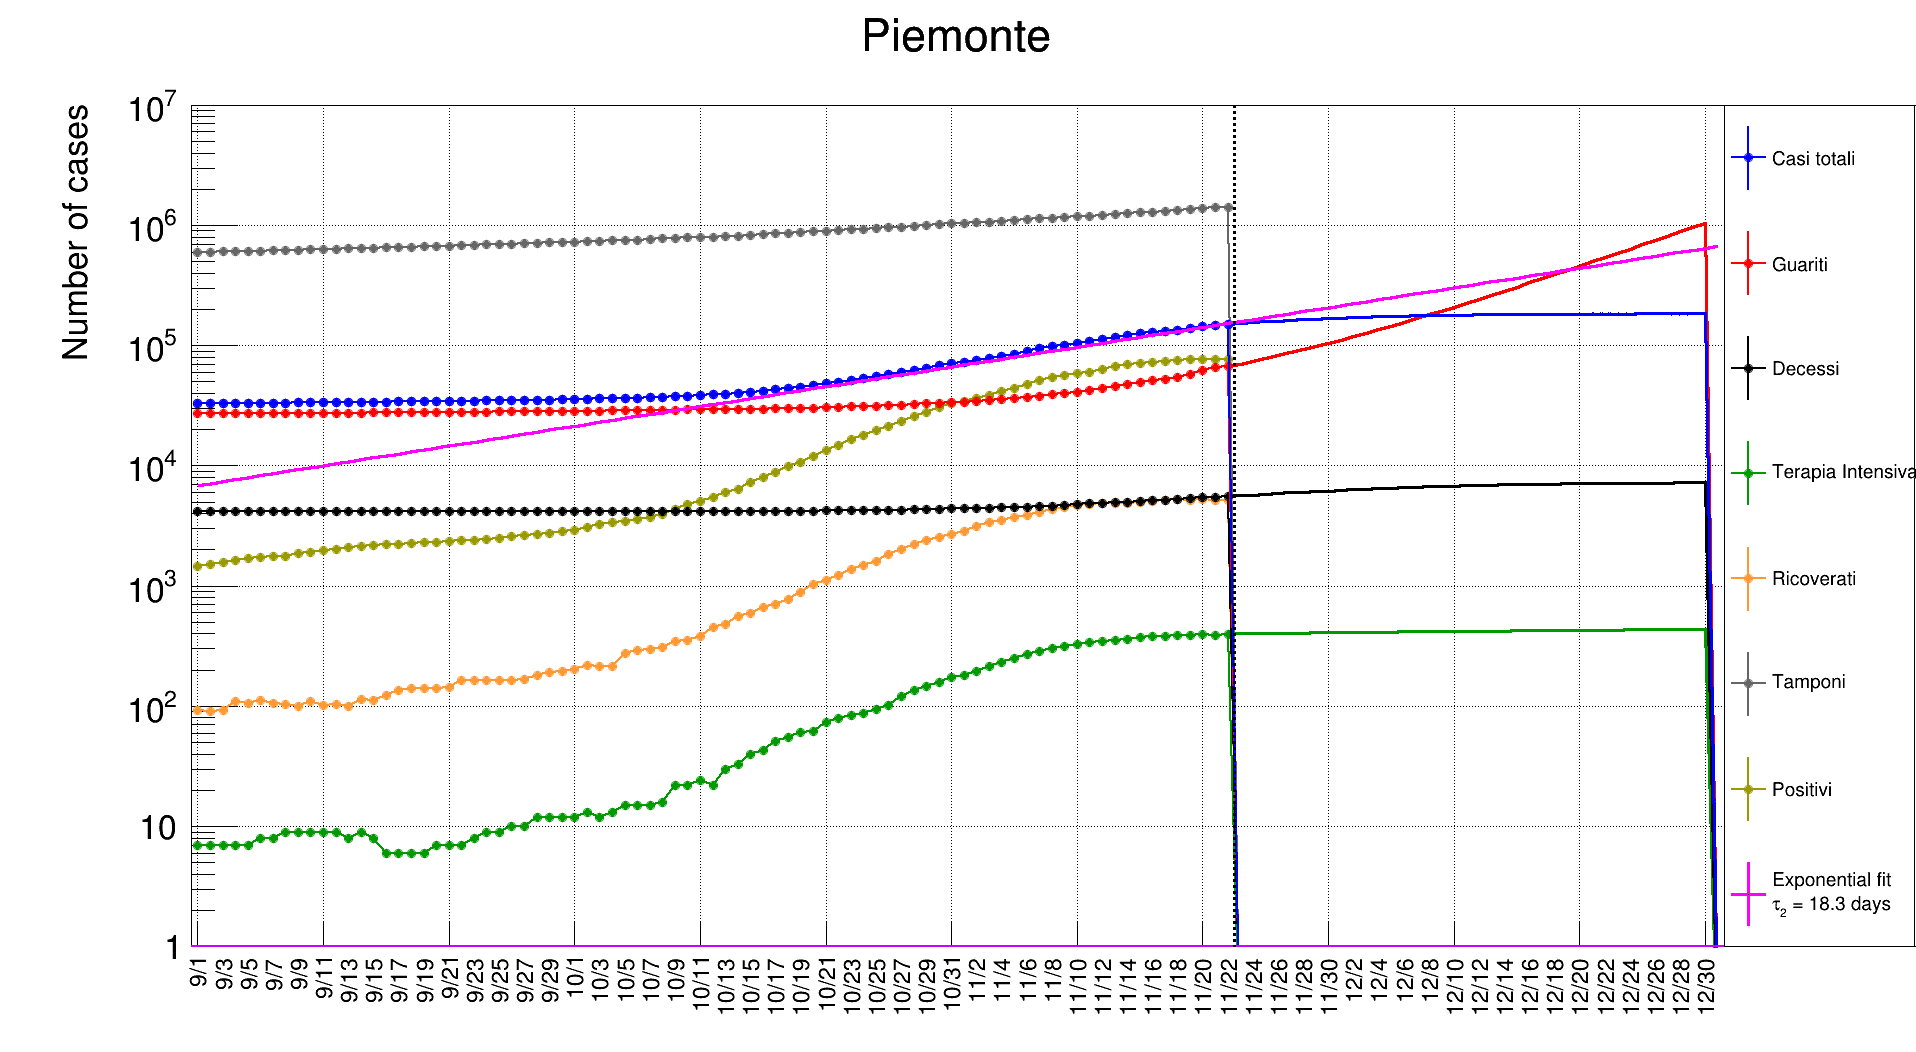 Piemonte
Number of cases
10^7
10^6
10^5
10^4
10^3
10^2
10
1
9/1 9/3 9/5 9/7 9/9 9/11 9/13 9/15 9/17 9/19 9/21 9/23 9/25 9/27 9/29 10/1 10/3 10/5 10/7 10/9 10/11 10/13 10/15 10/17 10/19 10/21 10/23 10/25 10/27 10/29 10/31 11/2 11/4 11/6 11/8 11/10 11/12 11/14 11/16 11/18 11/20 11/22 11/24 11/26 11/28 11/30 12/2 12/4 12/6 12/8 12/10 12/12 12/14 12/16 12/18 12/20 12/22 12/24 12/26 12/28 12/30
Casi totali
Guariti
Decessi
Terapia Intensiva
Ricoverati
Tamponi
Positivi
Exponential fit
τ₂ = 18.3 days